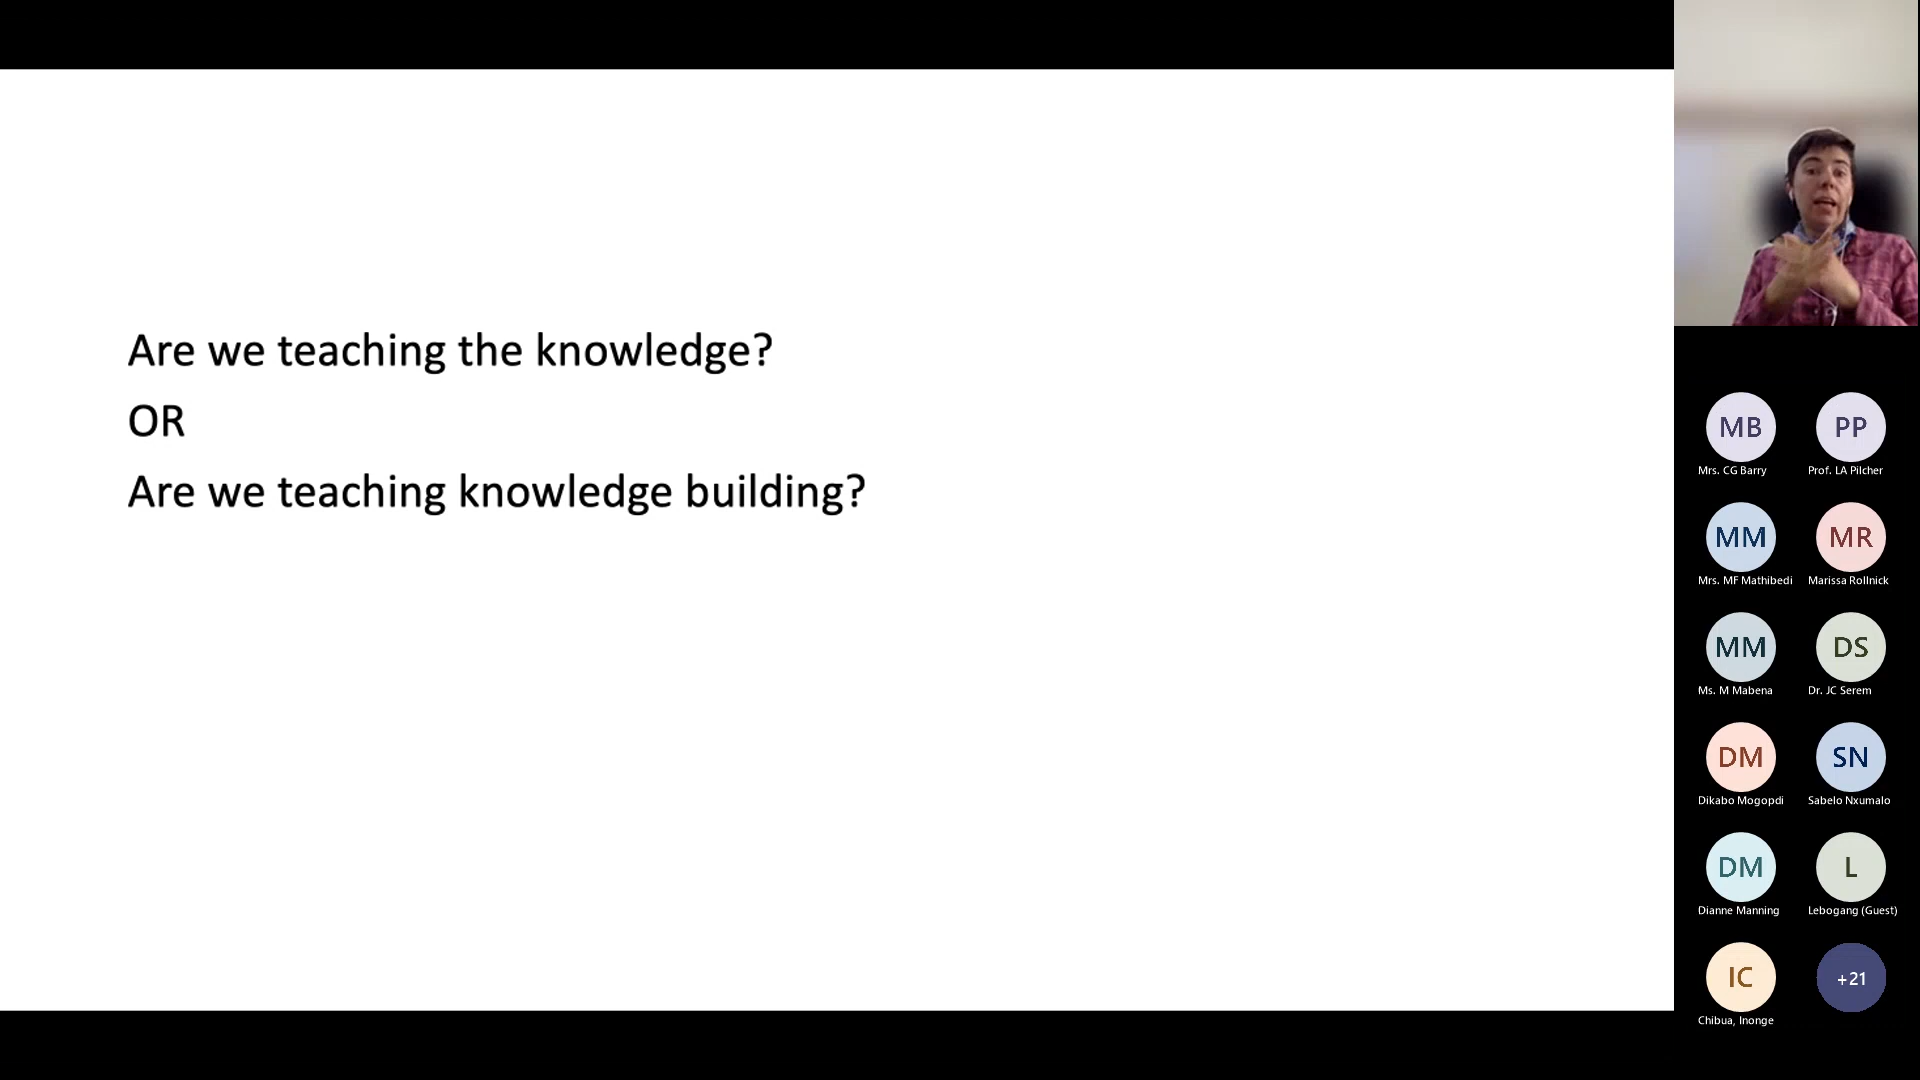 Are we teaching the knowledge?
OR
Are we teaching knowledge building?
MB
PP
Mrs. CG Barry
Prof. LA Pilcher
MM
MR
Mrs. MF Mathibedi
Marissa Rollnick
MM
DS
Ms. M Mabena
Dr. JC Serem
DM
SN
Dikabo Mogopdi
Sabelo Nxumalo
DM
L
Dianne Manning
Lebogang (Guest)
IC
+21
Chibua, Inonge